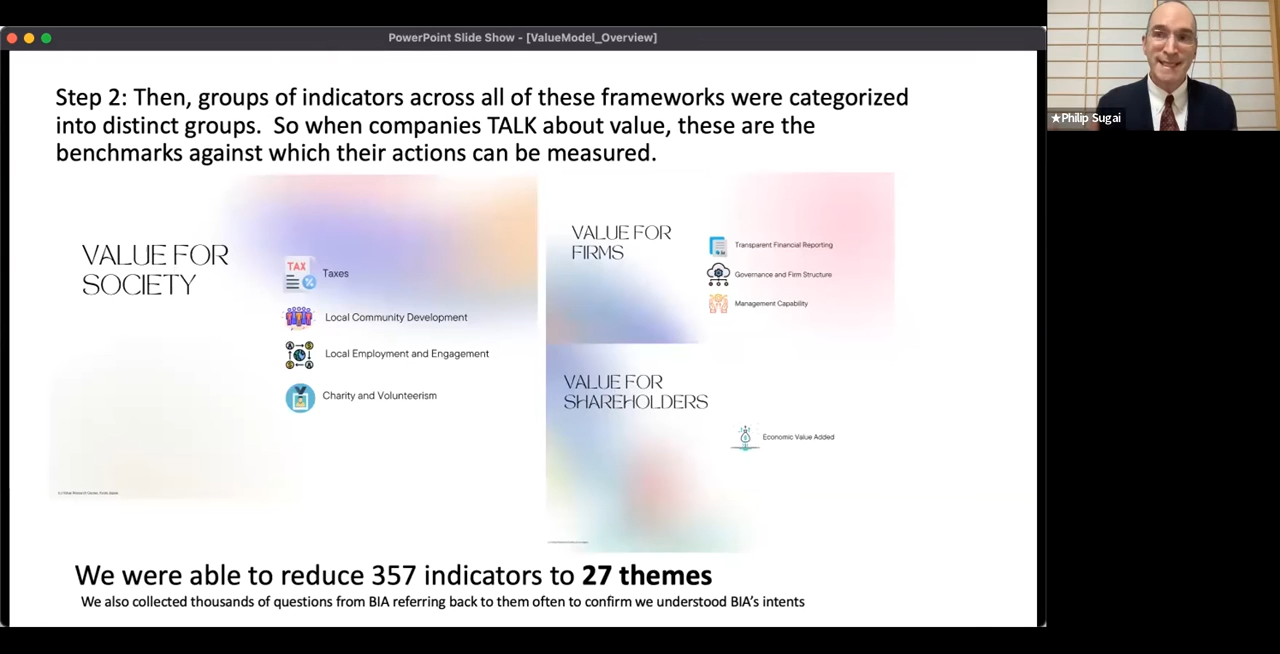 PowerPoint Slide Show - [ValueModel_Overview]
★Philip Sugai
Step 2: Then, groups of indicators across all of these frameworks were categorized
into distinct groups.  So when companies TALK about value, these are the
benchmarks against which their actions can be measured.
VALUE FOR
SOCIETY
TAX
Taxes
Local Community Development
Local Employment and Engagement
Charity and Volunteerism
VALUE FOR
FIRMS
Transparent Financial Reporting
Governance and Firm Structure
Management Capability
VALUE FOR
SHAREHOLDERS
Economic Value Added
We were able to reduce 357 indicators to 27 themes
We also collected thousands of questions from BIA referring back to them often to confirm we understood BIA's intents